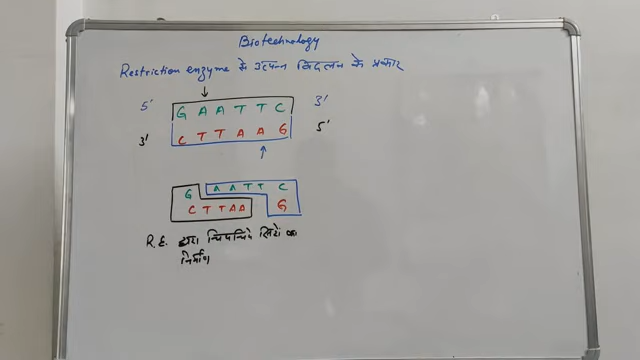 Biotechnology
Restriction enzyme से उत्पन्न विदलन के प्रकार
5' G A A T T C 3'
3' C T T A A G 5'
G A A T T C
C T T A A G
R.E. द्वारा चिपचिपे सिरों का
निर्माण